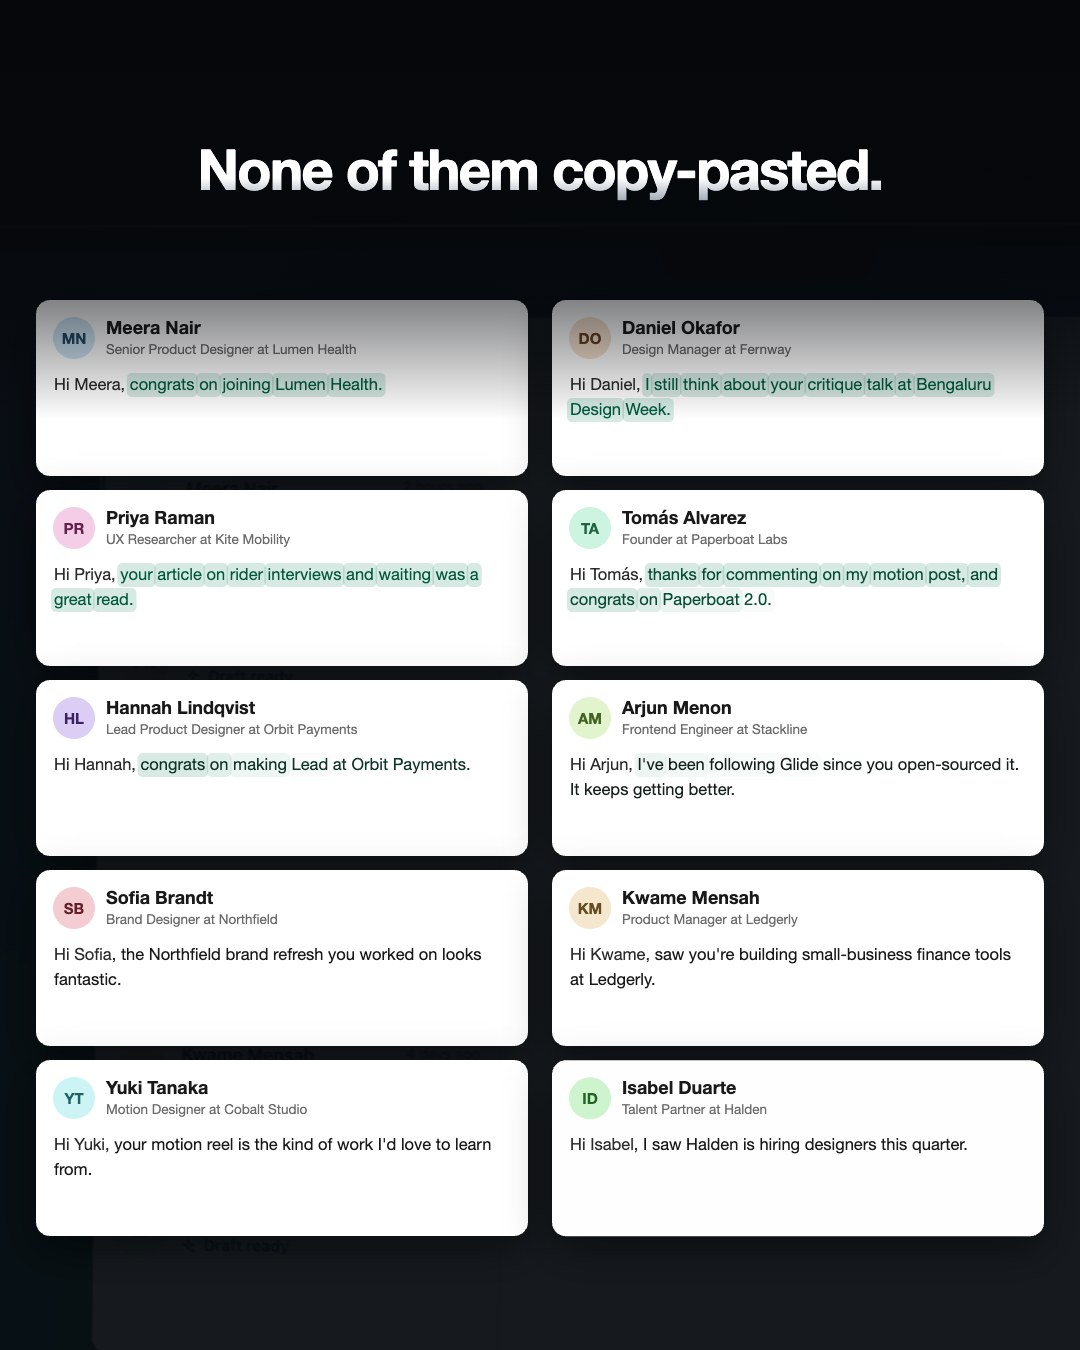 None of them copy-pasted.
MN
Meera Nair
Senior Product Designer at Lumen Health
Hi Meera, congrats on joining Lumen Health.
DO
Daniel Okafor
Design Manager at Fernway
Hi Daniel, I still think about your critique talk at Bengaluru
Design Week.
Meera Nair
PR
Priya Raman
UX Researcher at Kite Mobility
Hi Priya, your article on rider interviews and waiting was a
great read.
TA
Tomás Alvarez
Founder at Paperboat Labs
Hi Tomás, thanks for commenting on my motion post, and
congrats on Paperboat 2.0.
Draft ready
HL
Hannah Lindqvist
Lead Product Designer at Orbit Payments
Hi Hannah, congrats on making Lead at Orbit Payments.
AM
Arjun Menon
Frontend Engineer at Stackline
Hi Arjun, I've been following Glide since you open-sourced it.
It keeps getting better.
SB
Sofia Brandt
Brand Designer at Northfield
Hi Sofia, the Northfield brand refresh you worked on looks
fantastic.
KM
Kwame Mensah
Product Manager at Ledgerly
Hi Kwame, saw you're building small-business finance tools
at Ledgerly.
Kwame Mensah
YT
Yuki Tanaka
Motion Designer at Cobalt Studio
Hi Yuki, your motion reel is the kind of work I'd love to learn
from.
ID
Isabel Duarte
Talent Partner at Halden
Hi Isabel, I saw Halden is hiring designers this quarter.
Draft ready